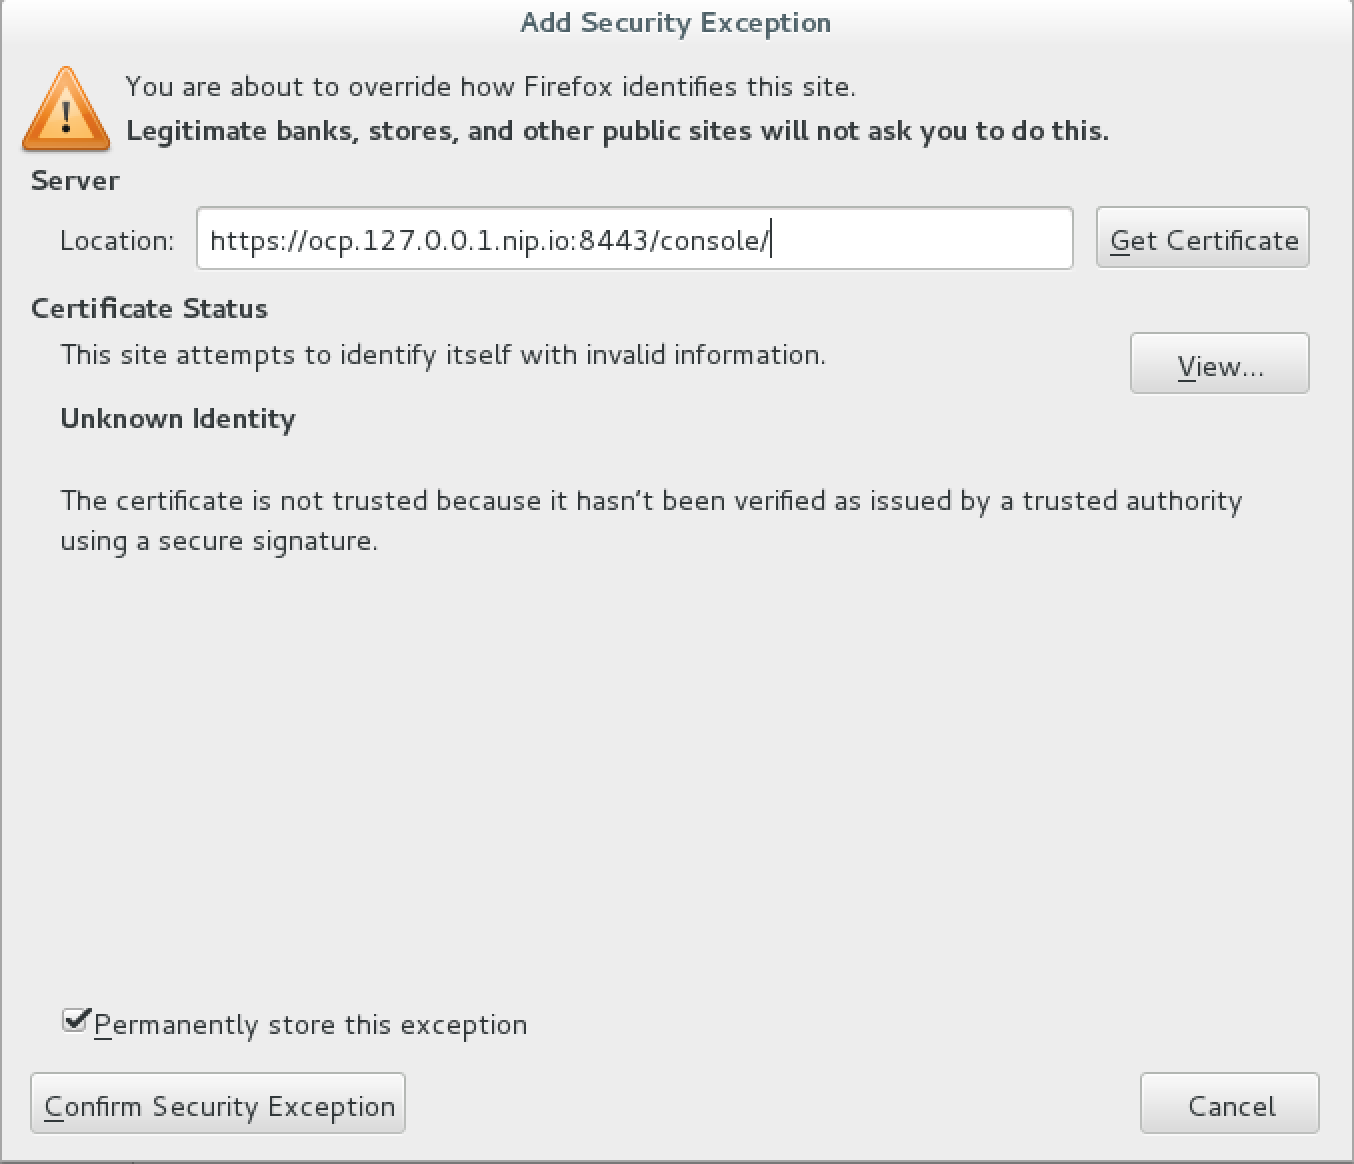 Add Security Exception
You are about to override how Firefox identifies this site.
Legitimate banks, stores, and other public sites will not ask you to do this.
Server
Location: https://ocp.127.0.0.1.nip.io:8443/console/ Get Certificate
Certificate Status
This site attempts to identify itself with invalid information.
View...
Unknown Identity
The certificate is not trusted because it hasn't been verified as issued by a trusted authority
using a secure signature.
Permanently store this exception
Confirm Security Exception Cancel